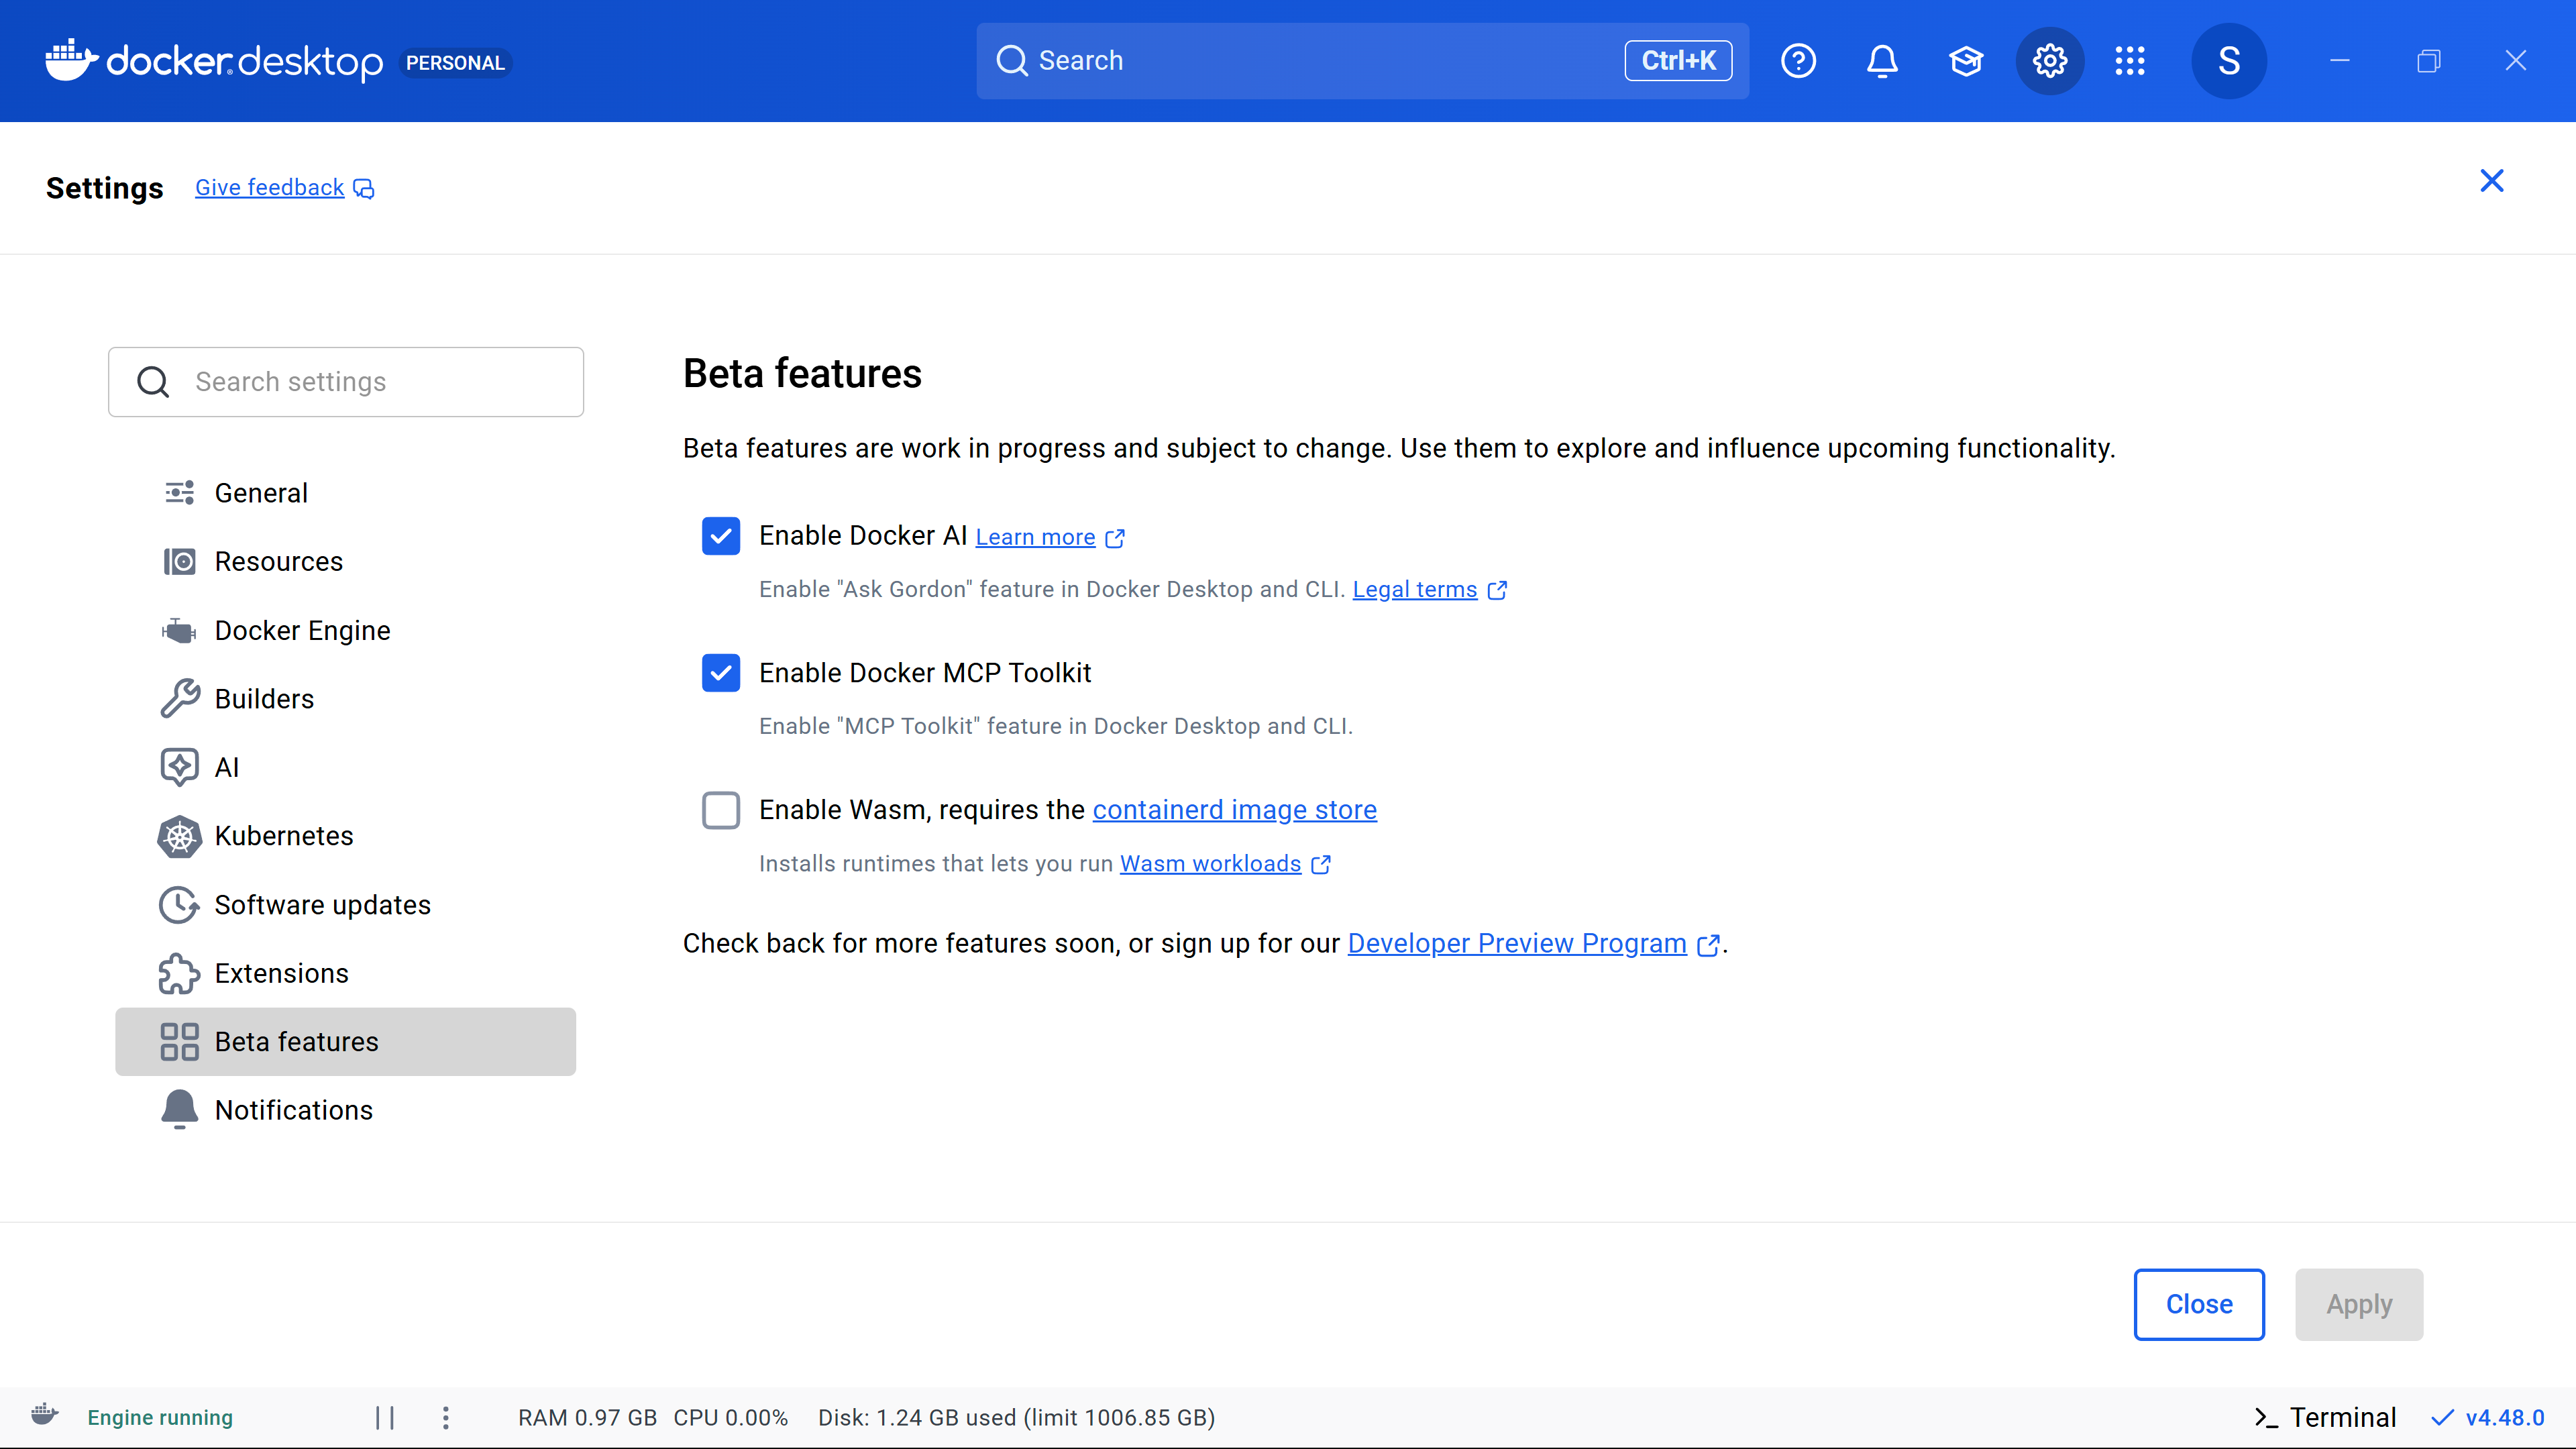 docker desktop PERSONAL
Search
Ctrl+K
S
Settings
Give feedback
Search settings
General
Resources
Docker Engine
Builders
AI
Kubernetes
Software updates
Extensions
Beta features
Notifications
Beta features
Beta features are work in progress and subject to change. Use them to explore and influence upcoming functionality.
Enable Docker AI Learn more
Enable "Ask Gordon" feature in Docker Desktop and CLI. Legal terms
Enable Docker MCP Toolkit
Enable "MCP Toolkit" feature in Docker Desktop and CLI.
Enable Wasm, requires the containerd image store
Installs runtimes that lets you run Wasm workloads
Check back for more features soon, or sign up for our Developer Preview Program .
Close
Apply
Engine running
RAM 0.97 GB CPU 0.00% Disk: 1.24 GB used (limit 1006.85 GB)
Terminal
v4.48.0